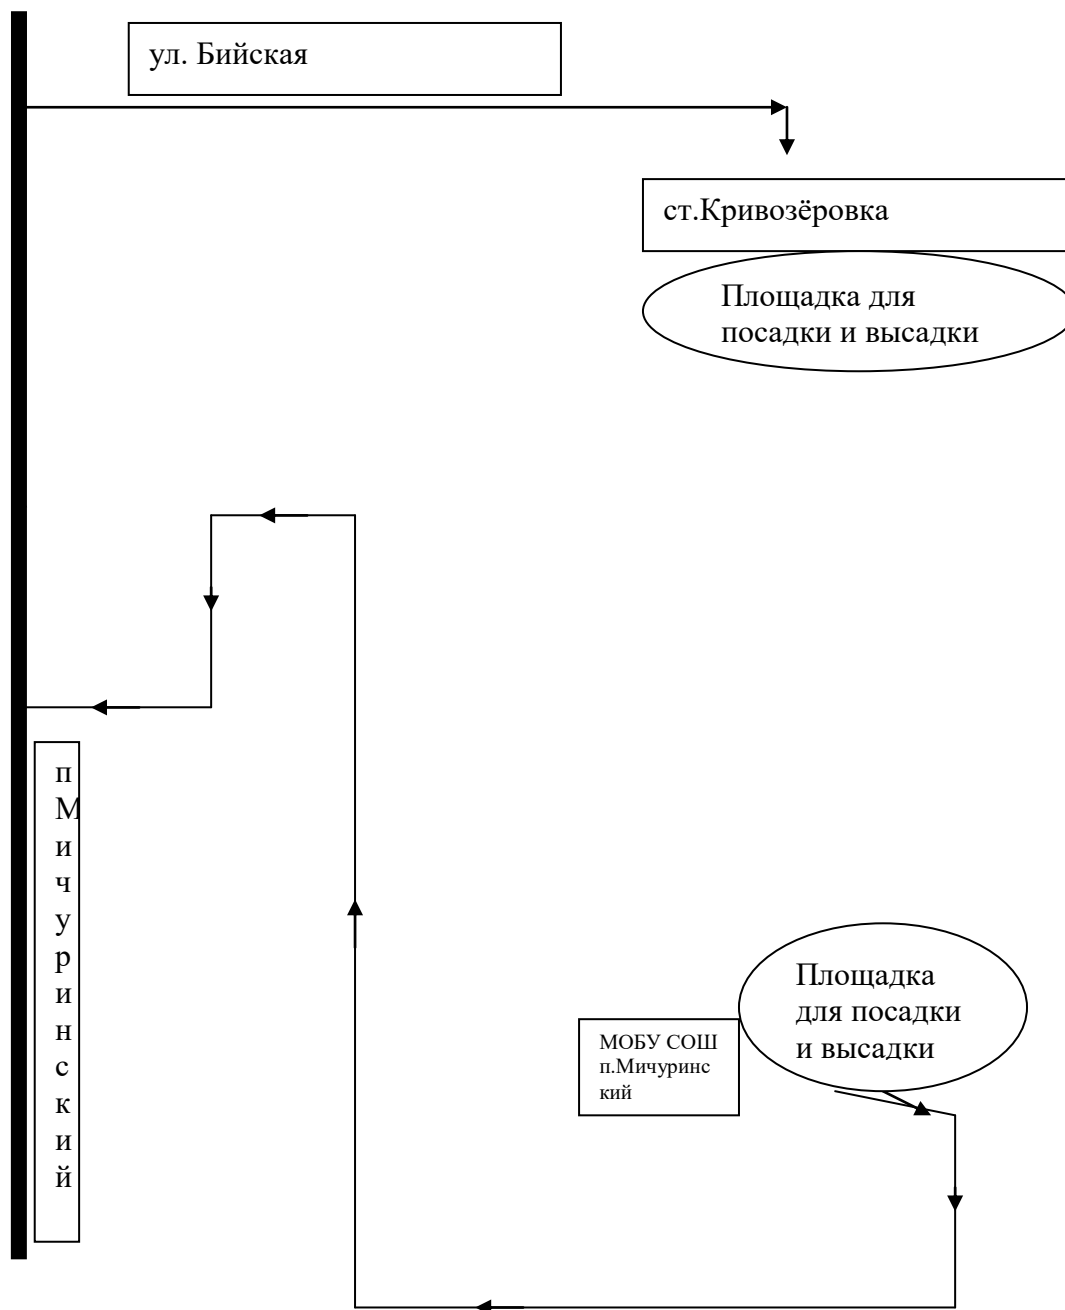 ул. Бийская
ст.Кривозёровка
Площадка для
посадки и высадки
п
М
и
ч
у
р
и
н
с
к
и
й
Площадка
для посадки
и высадки
МОБУ СОШ
п.Мичуринс
кий